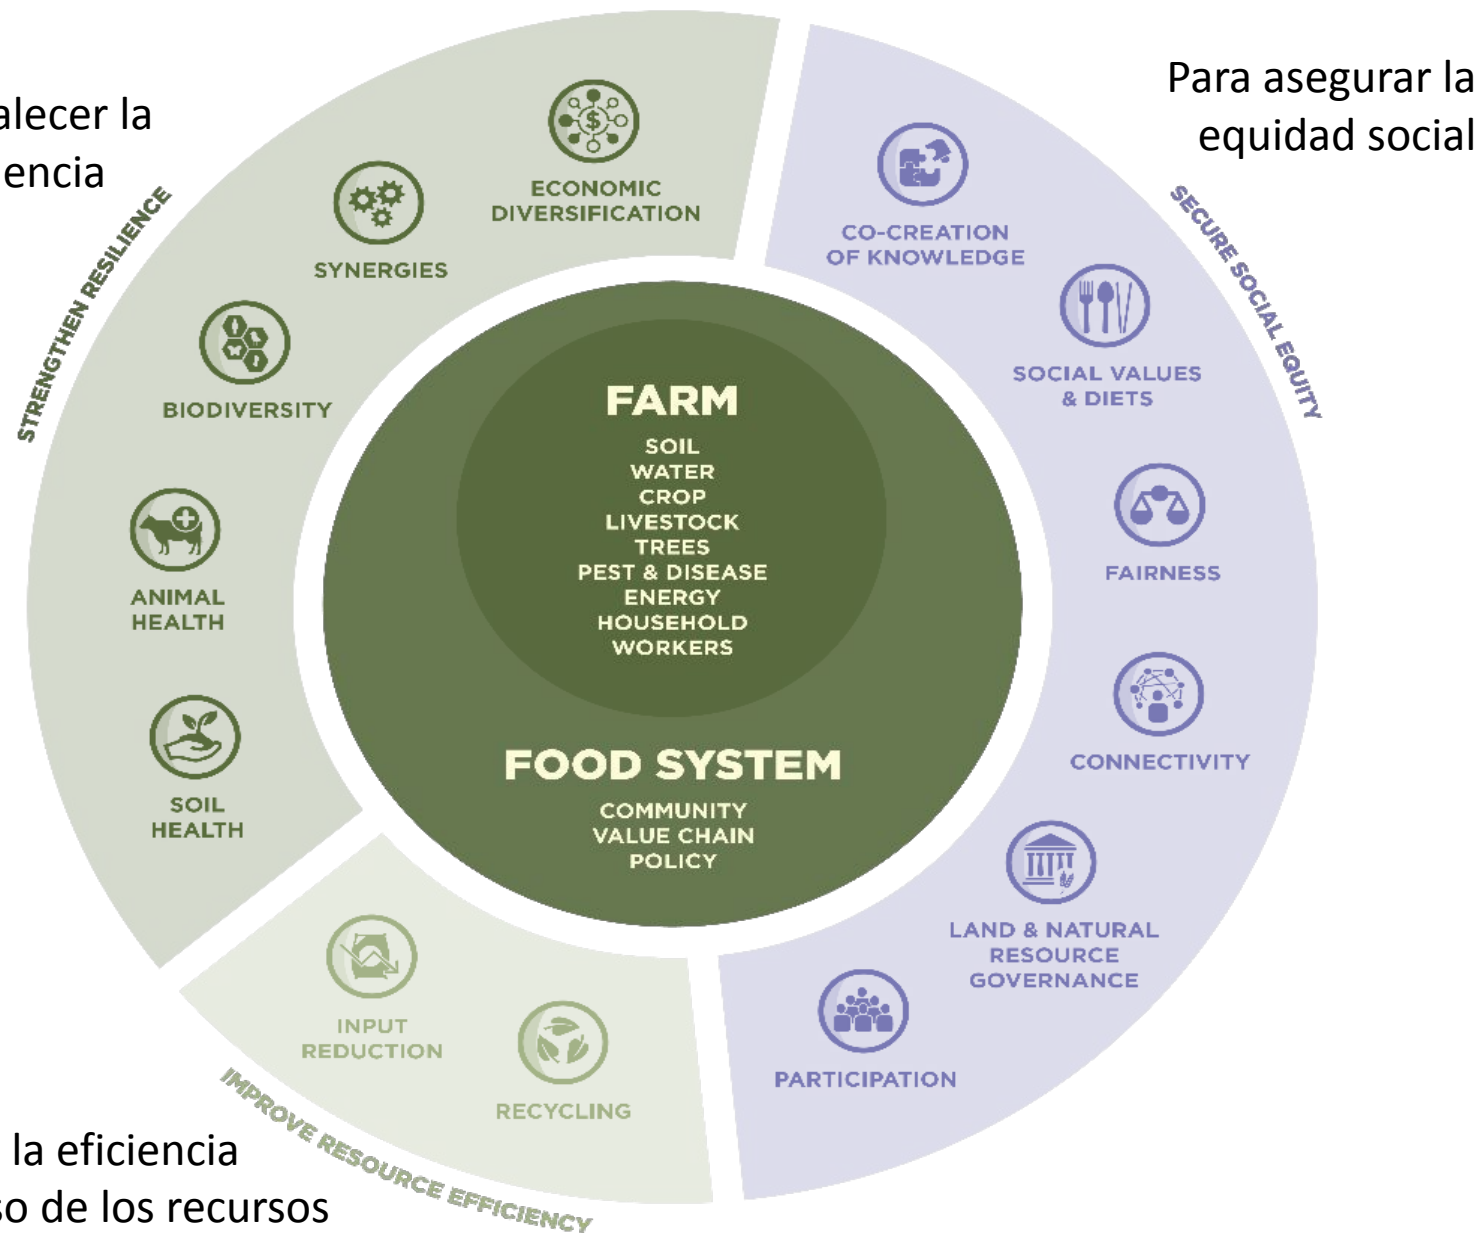 alecer la
encia
Para asegurar la
equidad social
STRENGTHEN RESILIENCE
ECONOMIC
DIVERSIFICATION
SYNERGIES
BIODIVERSITY
ANIMAL
HEALTH
SOIL
HEALTH
SECURE SOCIAL EQUITY
CO-CREATION
OF KNOWLEDGE
SOCIAL VALUES
& DIETS
FAIRNESS
CONNECTIVITY
LAND & NATURAL
RESOURCE
GOVERNANCE
PARTICIPATION
FARM
SOIL
WATER
CROP
LIVESTOCK
TREES
PEST & DISEASE
ENERGY
HOUSEHOLD
WORKERS
FOOD SYSTEM
COMMUNITY
VALUE CHAIN
POLICY
INPUT
REDUCTION
RECYCLING
IMPROVE RESOURCE EFFICIENCY
la eficiencia
so de los recursos
$